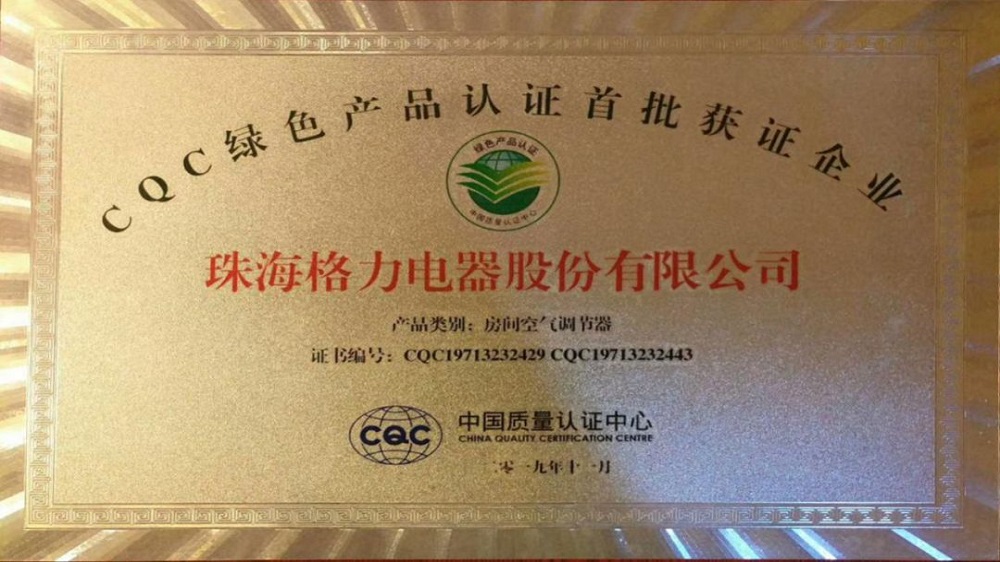 CQC绿色产品认证首批获证企业
绿色产品认证
中国质量认证中心
珠海格力电器股份有限公司
产品类别：房间空气调节器
证书编号：CQC19713232429 CQC19713232443
CQC
中国质量认证中心
CHINA QUALITY CERTIFICATION CENTRE
二零一九年十一月